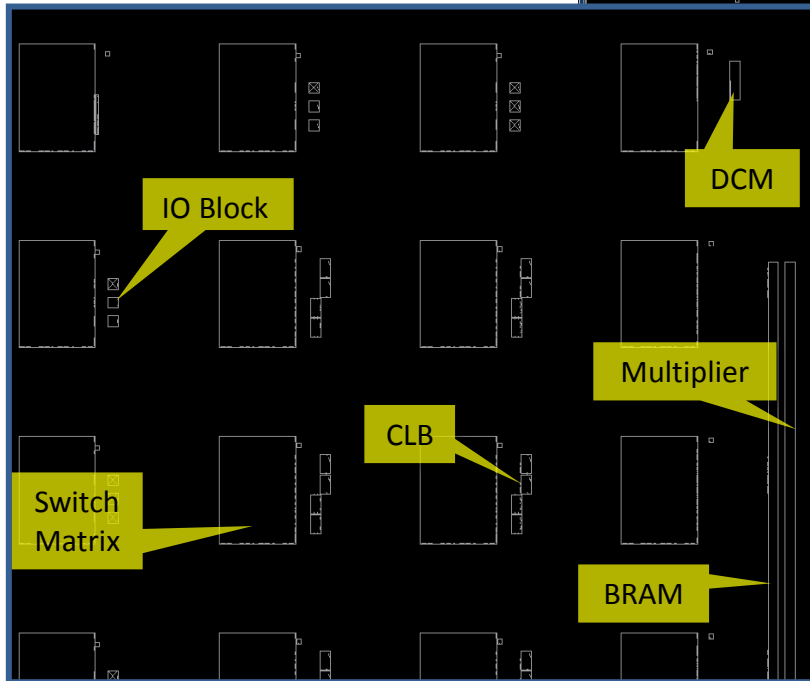 DCM
IO Block
Multiplier
CLB
Switch
Matrix
BRAM